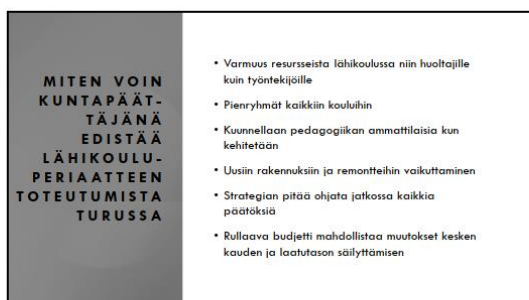 MITEN VOIN
KUNTAPÄÄT-
TÄJÄNÄ
EDISTÄÄ
LÄHIKOULU-
PERIAATTEEN
TOTEUTUMISTA
TURUSSA
• Varmuus resursseista lähikoulussa niin huoltajille
kuin työntekijöille
• Pienryhmät kaikkiin kouluihin
• Kuunnellaan pedagogiikan ammattilaisia kun
kehitetään
• Uusiin rakennuksiin ja remontteihin vaikuttaminen
• Strategian pitää ohjata jatkossa kaikkia
päätöksiä
• Rullaava budjetti mahdollistaa muutokset kesken
kauden ja laatutason säilyttämisen